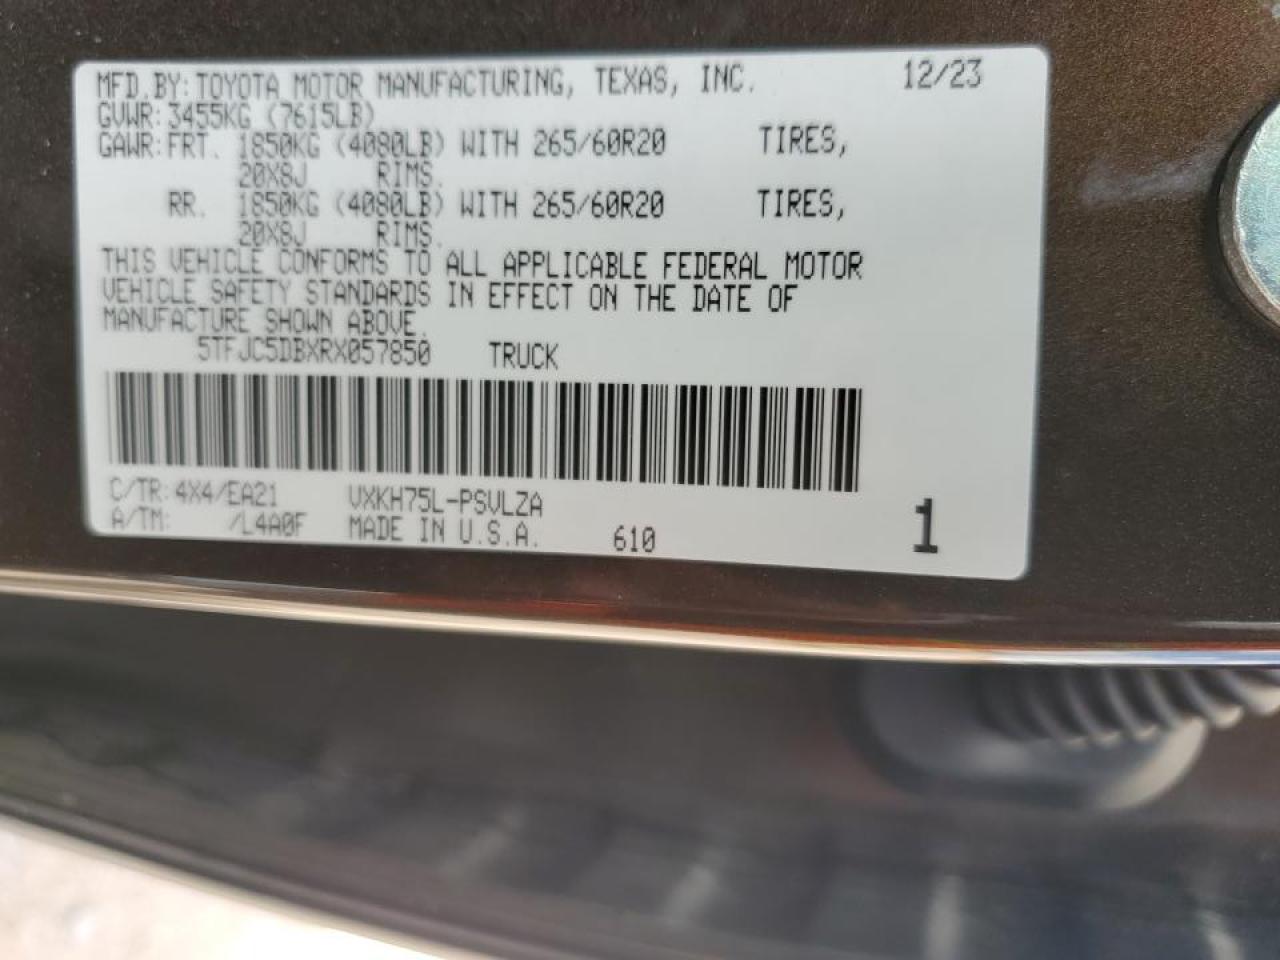 MFD.BY: TOYOTA MOTOR MANUFACTURING, TEXAS, INC. 12/23
GVWR: 3455KG (7615LB)
GAWR: FRT. 1850KG (4080LB) WITH 265/60R20 TIRES,
20X8J RIMS.
RR. 1850KG (4080LB) WITH 265/60R20 TIRES,
20X8J RIMS.
THIS VEHICLE CONFORMS TO ALL APPLICABLE FEDERAL MOTOR
VEHICLE SAFETY STANDARDS IN EFFECT ON THE DATE OF
MANUFACTURE SHOWN ABOVE.
5TFJC5DBXRX057850 TRUCK
C/TR: 4X4/EA21 VXKH75L-PSVLZA
A/TM: /L4A0F MADE IN U.S.A. 610 1